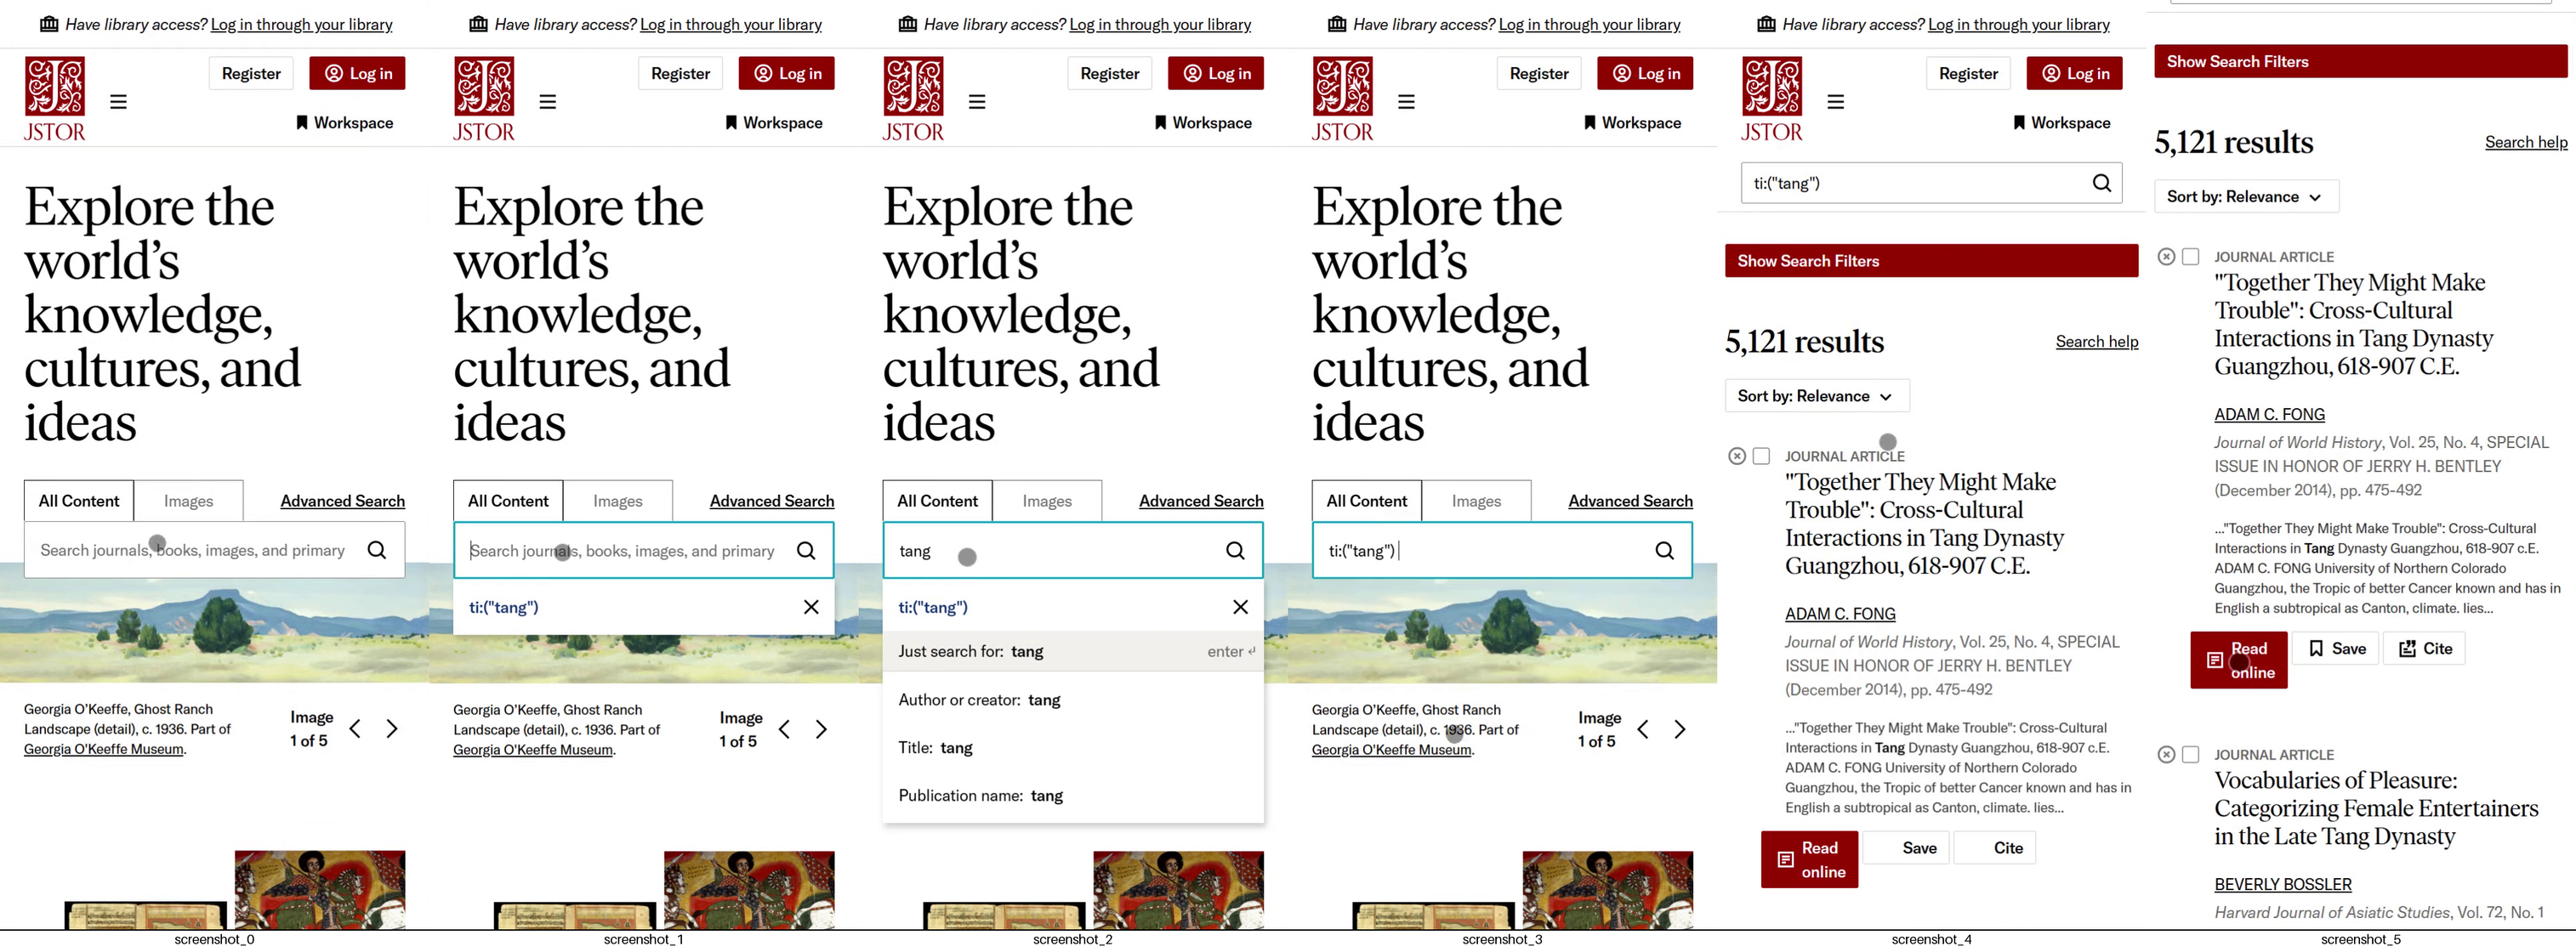 Have library access? Log in through your library
Register
Log in
JSTOR
Workspace
Explore the
world's
knowledge,
cultures, and
ideas
All Content
Images
Advanced Search
Search journals, books, images, and primary
Georgia O'Keeffe, Ghost Ranch
Landscape (detail), c. 1936. Part of
Georgia O'Keeffe Museum.
Image
1 of 5
screenshot_0
Have library access? Log in through your library
Register
Log in
JSTOR
Workspace
Explore the
world's
knowledge,
cultures, and
ideas
All Content
Images
Advanced Search
Search journals, books, images, and primary
ti:("tang")
Georgia O'Keeffe, Ghost Ranch
Landscape (detail), c. 1936. Part of
Georgia O'Keeffe Museum.
Image
1 of 5
screenshot_1
Have library access? Log in through your library
Register
Log in
JSTOR
Workspace
Explore the
world's
knowledge,
cultures, and
ideas
All Content
Images
Advanced Search
tang
ti:("tang")
Just search for: tang
enter ↵
Author or creator: tang
Title: tang
Publication name: tang
screenshot_2
Have library access? Log in through your library
Register
Log in
JSTOR
Workspace
Explore the
world's
knowledge,
cultures, and
ideas
All Content
Images
Advanced Search
ti:("tang")
Georgia O'Keeffe, Ghost Ranch
Landscape (detail), c. 1936. Part of
Georgia O'Keeffe Museum.
Image
1 of 5
screenshot_3
Have library access? Log in through your library
Register
Log in
JSTOR
Workspace
ti:("tang")
Show Search Filters
5,121 results
Search help
Sort by: Relevance
JOURNAL ARTICLE
"Together They Might Make
Trouble": Cross-Cultural
Interactions in Tang Dynasty
Guangzhou, 618-907 C.E.
ADAM C. FONG
Journal of World History, Vol. 25, No. 4, SPECIAL
ISSUE IN HONOR OF JERRY H. BENTLEY
(December 2014), pp. 475-492
..."Together They Might Make Trouble": Cross-Cultural
Interactions in Tang Dynasty Guangzhou, 618-907 c.E.
ADAM C. FONG University of Northern Colorado
Guangzhou, the Tropic of better Cancer known and has in
English a subtropical as Canton, climate. lies...
Read
online
Save
Cite
screenshot_4
Show Search Filters
5,121 results
Search help
Sort by: Relevance
JOURNAL ARTICLE
"Together They Might Make
Trouble": Cross-Cultural
Interactions in Tang Dynasty
Guangzhou, 618-907 C.E.
ADAM C. FONG
Journal of World History, Vol. 25, No. 4, SPECIAL
ISSUE IN HONOR OF JERRY H. BENTLEY
(December 2014), pp. 475-492
..."Together They Might Make Trouble": Cross-Cultural
Interactions in Tang Dynasty Guangzhou, 618-907 c.E.
ADAM C. FONG University of Northern Colorado
Guangzhou, the Tropic of better Cancer known and has in
English a subtropical as Canton, climate. lies...
Read
online
Save
Cite
JOURNAL ARTICLE
Vocabularies of Pleasure:
Categorizing Female Entertainers
in the Late Tang Dynasty
BEVERLY BOSSLER
Harvard Journal of Asiatic Studies, Vol. 72, No. 1
screenshot_5